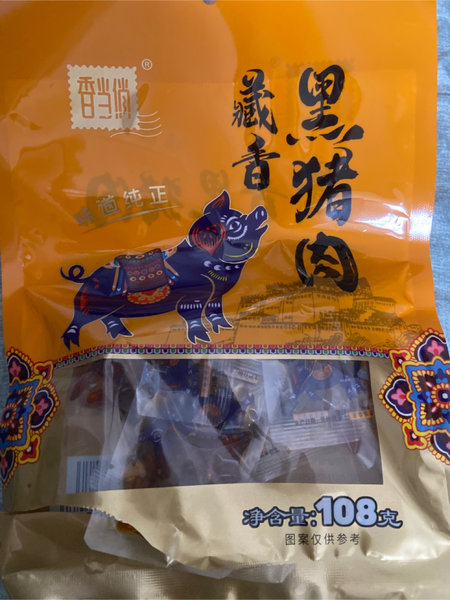 香当俏
®
黑猪肉
藏香
味道纯正
净含量:108克
图案仅供参考